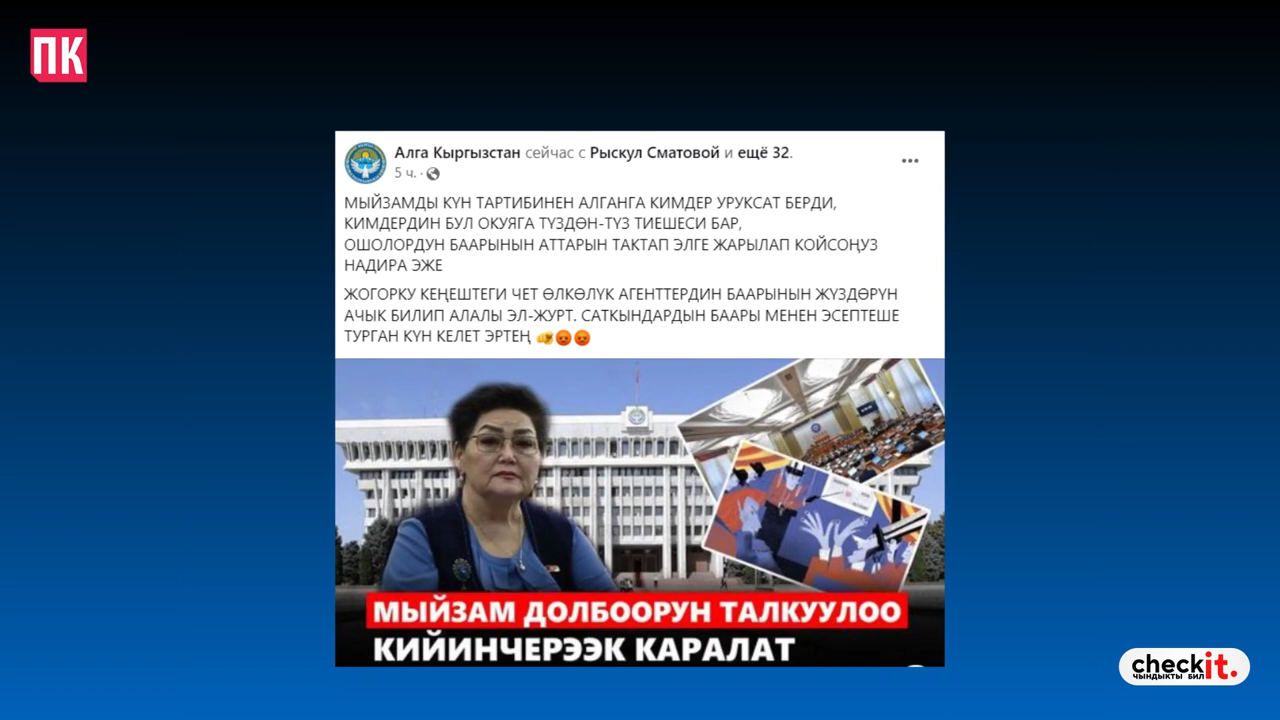 ПК
Алга Кыргызстан сейчас с Рыскул Сматовой и ещё 32.
5 ч.
МЫЙЗАМДЫ КҮН ТАРТИБИНЕН АЛГАНГА КИМДЕР УРУКСАТ БЕРДИ,
КИМДЕРДИН БУЛ ОКУЯГА ТҮЗДӨН-ТҮЗ ТИЕШЕСИ БАР,
ОШОЛОРДУН БААРЫНЫН АТТАРЫН ТАКТАП ЭЛГЕ ЖАРЫЛАП КОЙСОҢУЗ
НАДИРА ЭЖЕ
ЖОГОРКУ КЕҢЕШТЕГИ ЧЕТ ӨЛКӨЛҮК АГЕНТТЕРДИН БААРЫНЫН ЖҮЗДӨРҮН
АЧЫК БИЛИП АЛАЛЫ ЭЛ-ЖУРТ. САТКЫНДАРДЫН БААРЫ МЕНЕН ЭСЕПТЕШЕ
ТУРГАН КҮН КЕЛЕТ ЭРТЕҢ 🫵😡😡
МЫЙЗАМ ДОЛБООРУН ТАЛКУУЛОО
КИЙИНЧЕРЭЭК КАРАЛАТ
checkit.
ЧЫНДЫКТЫ БИЛ